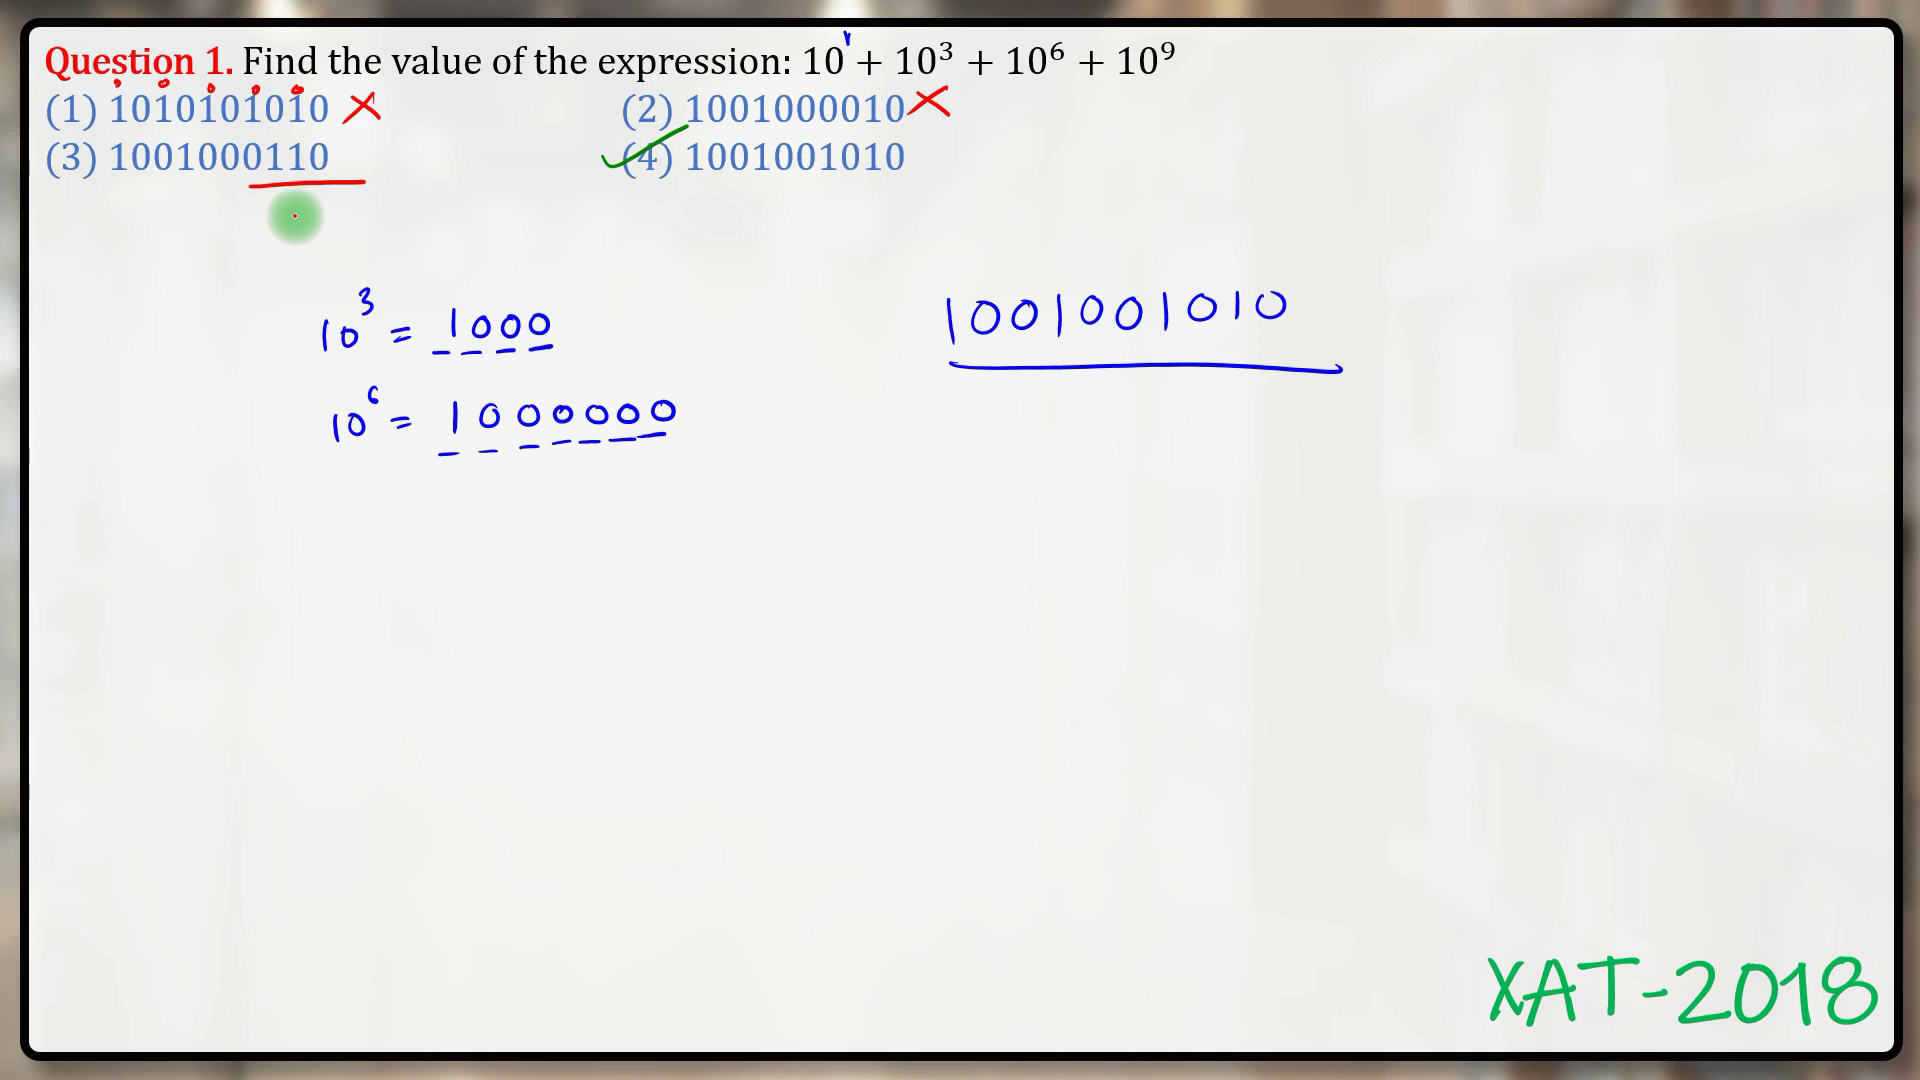 Question 1. Find the value of the expression: 10¹ + 10³ + 10⁶ + 10⁹
(1) 1010101010 (2) 1001000010
(3) 1001000110 (4) 1001001010
10³ = 1000
1001001010
10⁶ = 1000000
XAT-2018